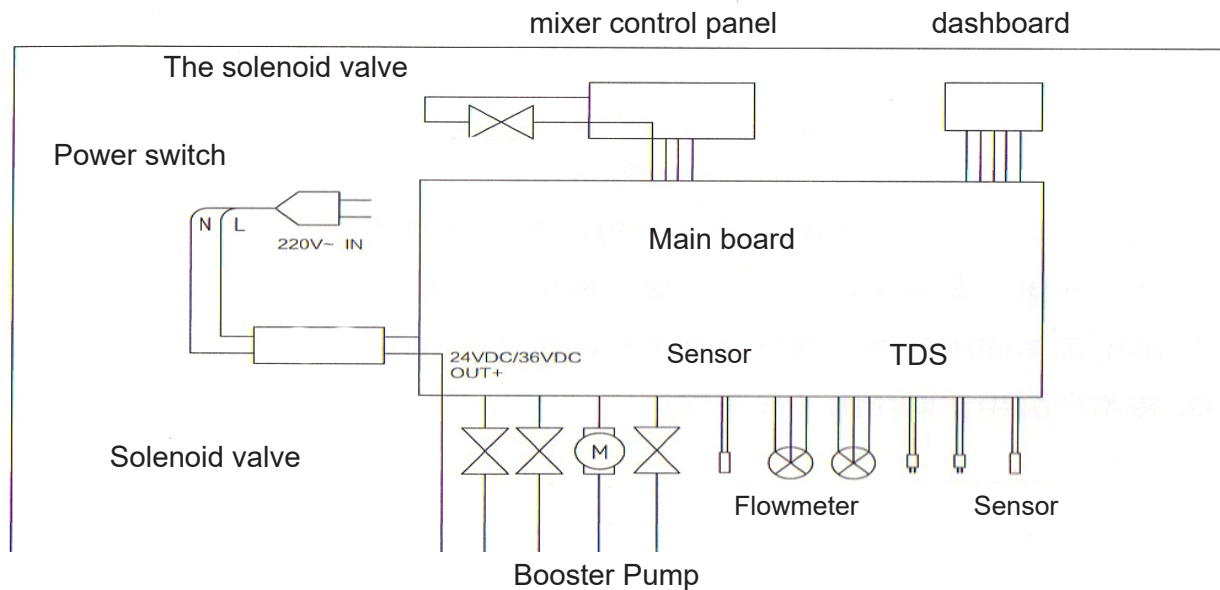 mixer control panel
dashboard
The solenoid valve
Power switch
N
L
220V~ IN
Main board
24VDC/36VDC
OUT+
Sensor
TDS
Solenoid valve
M
Flowmeter
Sensor
Booster Pump